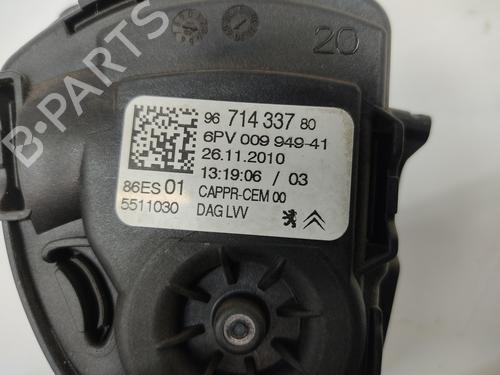 B-PARTS
20
96 714 337 80
6PV 009 949-41
26.11.2010
13:19:06 / 03
86ES 01 CAPPR-CEM 00
5511030 DAG LVV